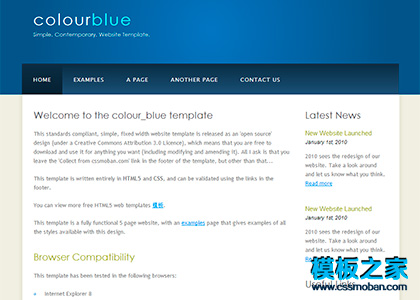 colourblue
Simple. Contemporary. Website Template.
HOME EXAMPLES A PAGE ANOTHER PAGE CONTACT US
Welcome to the colour_blue template
This standards compliant, simple, fixed width website template is released as an 'open source'
design (under a Creative Commons Attribution 3.0 Licence), which means that you are free to
download and use it for anything you want (including modifying and amending it). All I ask is that you
leave the 'Collect from cssmoban.com' link in the footer of the template, but other than that...
This template is written entirely in HTML5 and CSS, and can be validated using the links in the
footer.
You can view more free HTML5 web templates 模板.
This template is a fully functional 5 page website, with an examples page that gives examples of all
the styles available with this design.
Browser Compatibility
This template has been tested in the following browsers:
Internet Explorer 8
Latest News
New Website Launched
January 1st, 2010
2010 sees the redesign of our
website. Take a look around
and let us know what you think.
Read more
New Website Launched
January 1st, 2010
2010 sees the redesign of our
website. Take a look around
and let us know what you think.
Useful Links
模板之家
www.cssmoban.com